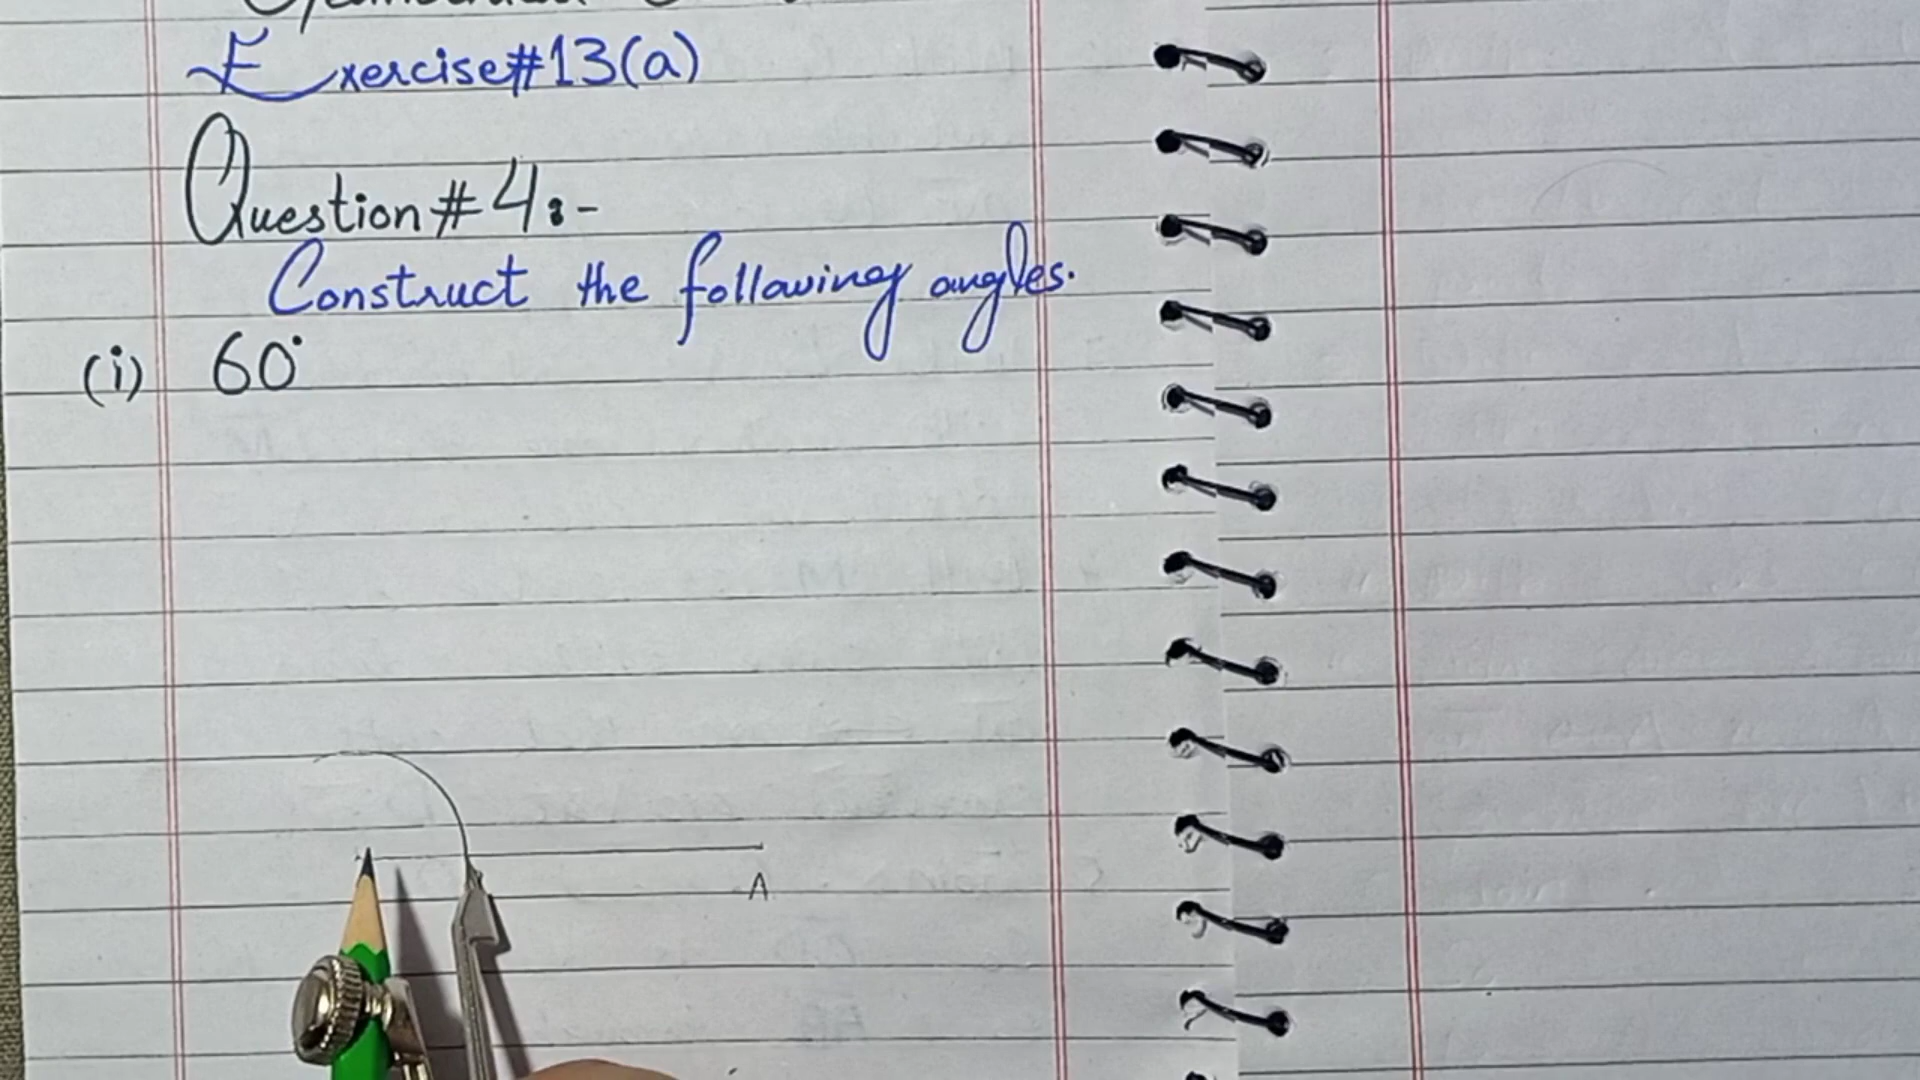 Exercise#13(a)
Question #4:-
Construct the following angles.
(i) 60°
A